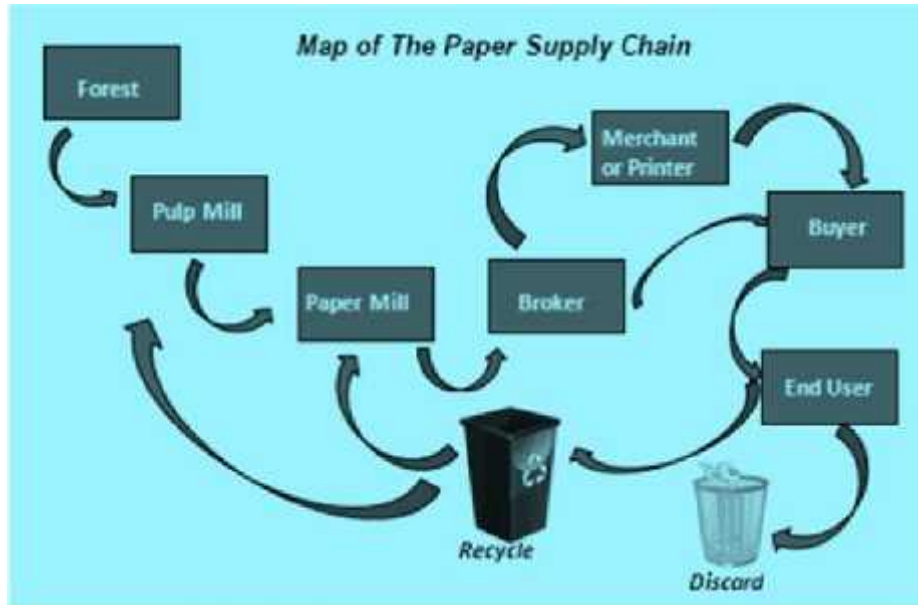 Map of The Paper Supply Chain
Forest
Merchant
or Printer
Pulp Mill
Buyer
Paper Mill
Broker
End User
Recycle
Discard